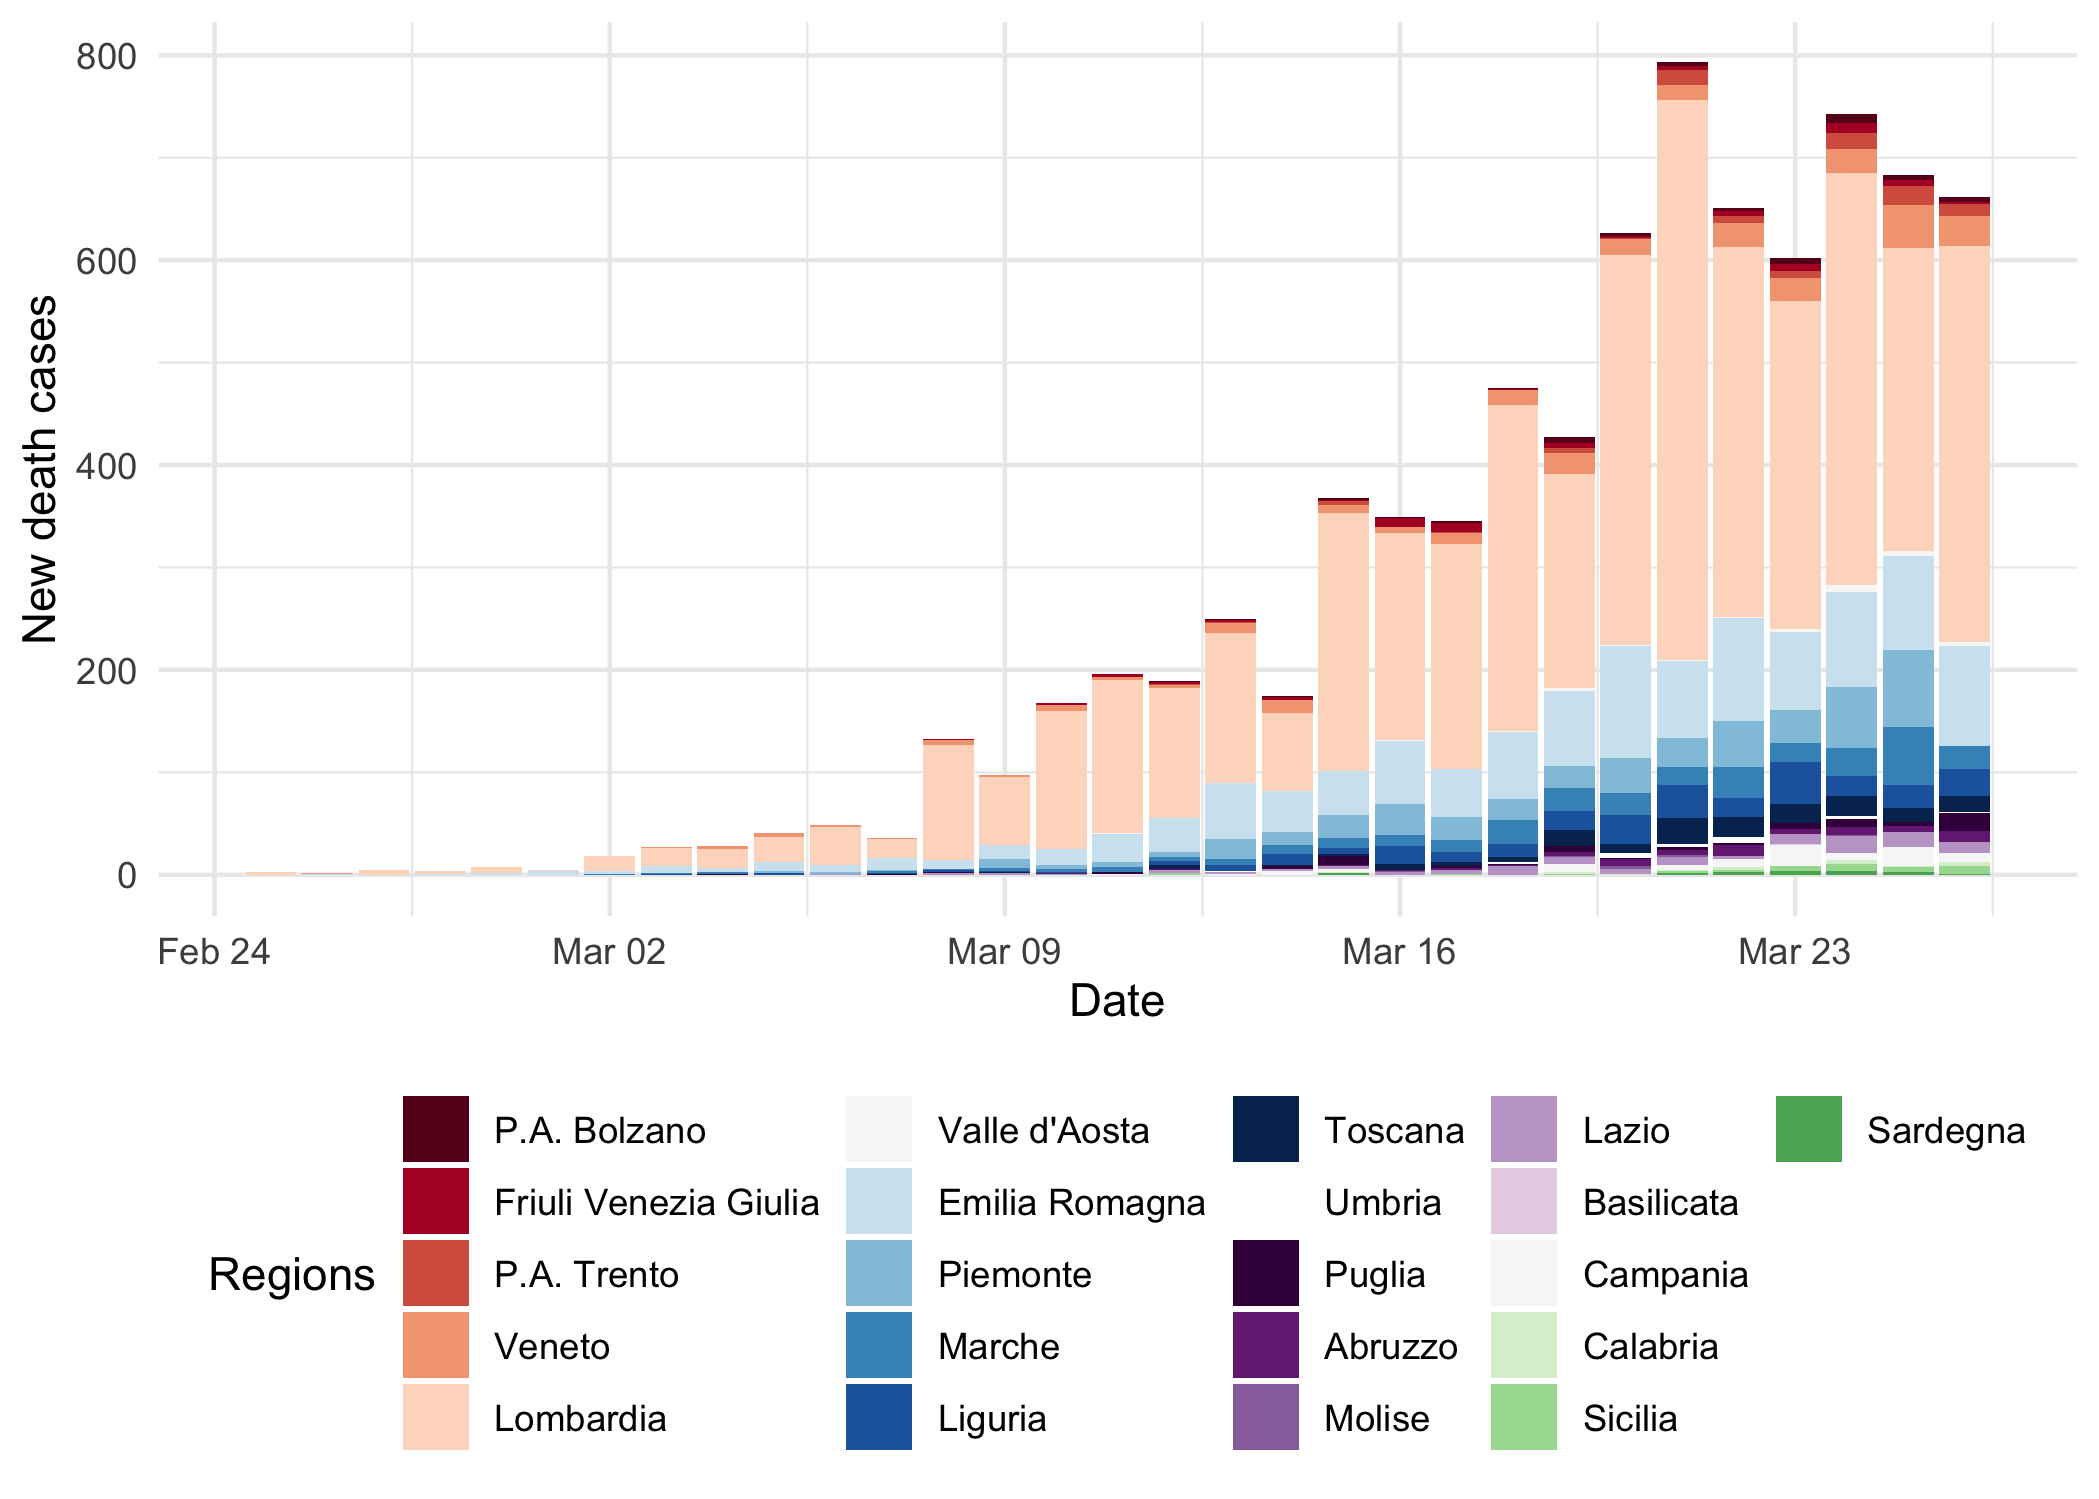 800
600
400
200
0
New death cases
Feb 24 Mar 02 Mar 09 Mar 16 Mar 23
Date
Regions
P.A. Bolzano
Friuli Venezia Giulia
P.A. Trento
Veneto
Lombardia
Valle d'Aosta
Emilia Romagna
Piemonte
Marche
Liguria
Toscana
Umbria
Puglia
Abruzzo
Molise
Lazio
Basilicata
Campania
Calabria
Sicilia
Sardegna